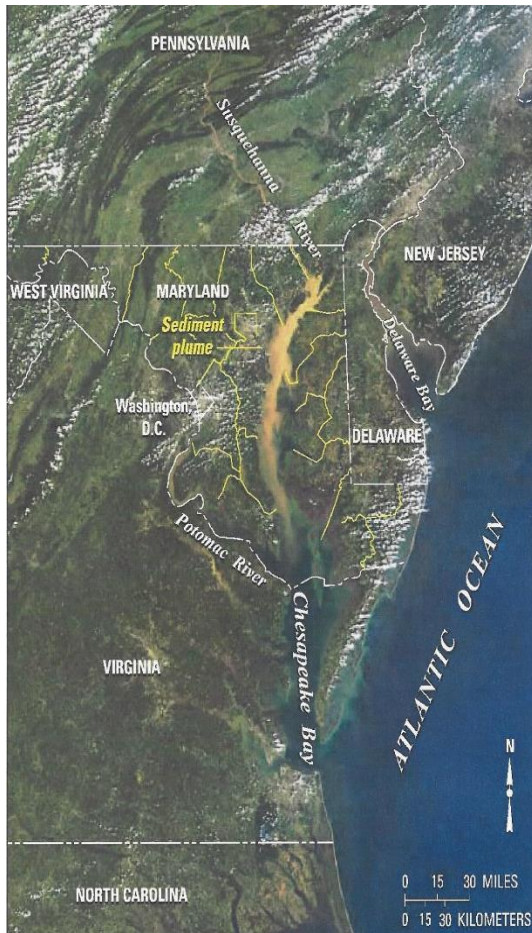 PENNSYLVANIA
Susquehanna
River
NEW JERSEY
WEST VIRGINIA
MARYLAND
Sediment
plume
Delaware Bay
Washington,
D.C.
DELAWARE
Potomac River
Chesapeake Bay
ATLANTIC OCEAN
VIRGINIA
N
NORTH CAROLINA
0 15 30 MILES
0 15 30 KILOMETERS